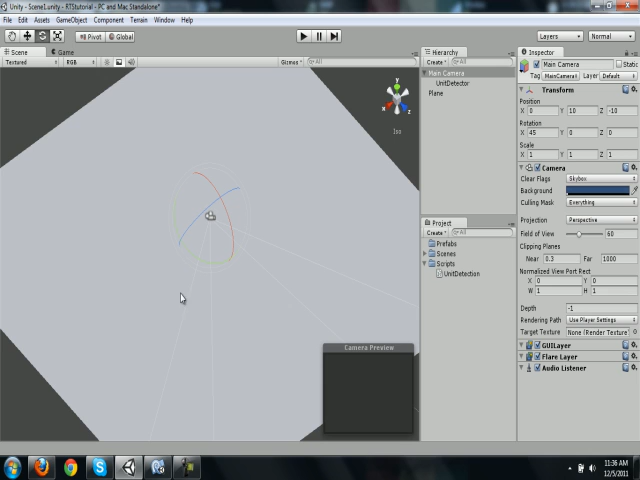 Unity - Scene1.unity - RTStutorial - PC and Mac Standalone*
File Edit Assets GameObject Component Terrain Window Help
Pivot Global
Layers Normal
Scene Game
Textured RGB Gizmos All
y x z
Iso
Camera Preview
Hierarchy
Create All
Main Camera
UnitDetector
Plane
Project
Create All
Prefabs
Scenes
Scripts
UnitDetection
Inspector
Main Camera Static
Tag MainCamera Layer Default
Transform
Position
X 0 Y 10 Z -10
Rotation
X 45 Y 0 Z 0
Scale
X 1 Y 1 Z 1
Camera
Clear Flags Skybox
Background
Culling Mask Everything
Projection Perspective
Field of View 60
Clipping Planes
Near 0.3 Far 1000
Normalized View Port Rect
X 0 Y 0
W 1 H 1
Depth -1
Rendering Path Use Player Settings
Target Texture None (Render Texture)
GUILayer
Flare Layer
Audio Listener
11:36 AM
12/5/2011